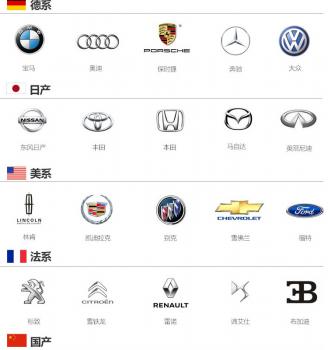 德系
PORSCHE
宝马 奥迪 保时捷 奔驰 大众
日产
NISSAN
东风日产 丰田 本田 马自达 英菲尼迪
美系
LINCOLN CHEVROLET Ford
林肯 凯迪拉克 别克 雪佛兰 福特
法系
CITROËN RENAULT EB
标致 雪铁龙 雷诺 谛艾仕 布加迪
国产